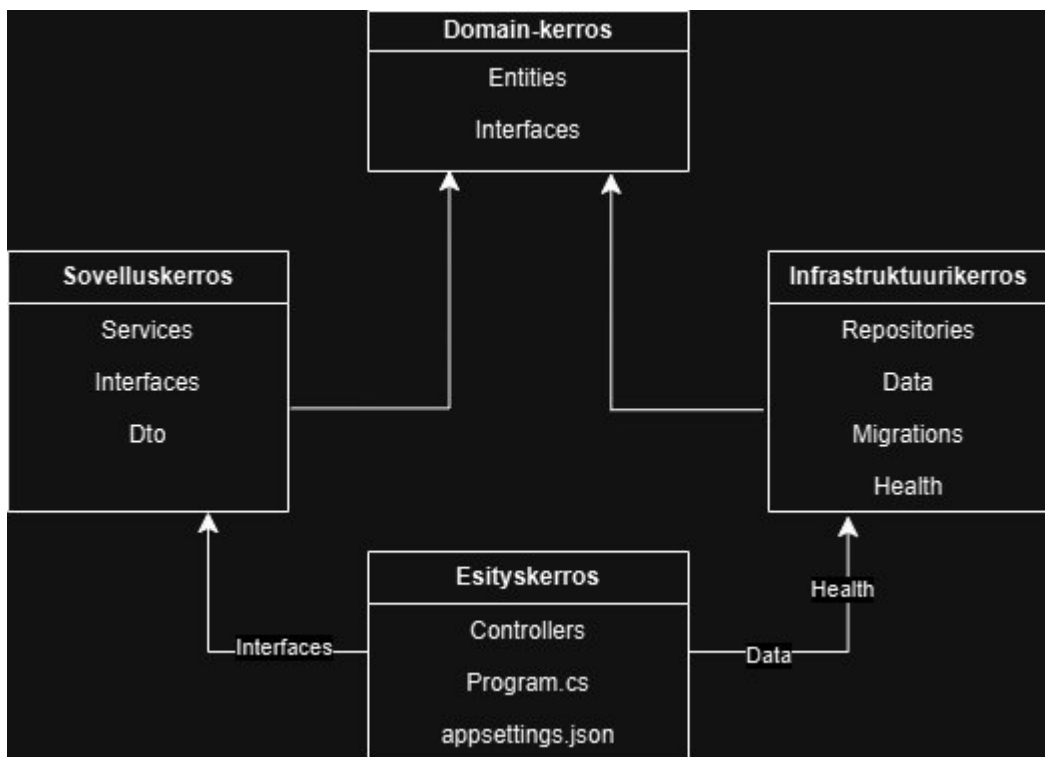 Domain-kerros
Entities
Interfaces
Sovelluskerros
Services
Interfaces
Dto
Infrastruktuurikerros
Repositories
Data
Migrations
Health
Esityskerros
Controllers
Program.cs
appsettings.json
Interfaces
Data
Health